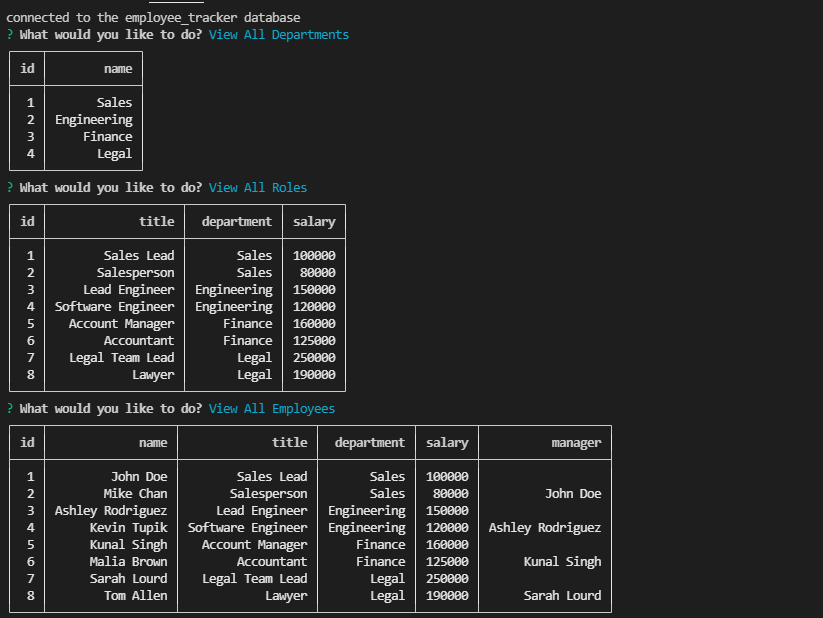 connected to the employee_tracker database
? What would you like to do? View All Departments
id name
1 Sales
2 Engineering
3 Finance
4 Legal
? What would you like to do? View All Roles
id title department salary
1 Sales Lead Sales 100000
2 Salesperson Sales 80000
3 Lead Engineer Engineering 150000
4 Software Engineer Engineering 120000
5 Account Manager Finance 160000
6 Accountant Finance 125000
7 Legal Team Lead Legal 250000
8 Lawyer Legal 190000
? What would you like to do? View All Employees
id name title department salary manager
1 John Doe Sales Lead Sales 100000
2 Mike Chan Salesperson Sales 80000 John Doe
3 Ashley Rodriguez Lead Engineer Engineering 150000
4 Kevin Tupik Software Engineer Engineering 120000 Ashley Rodriguez
5 Kunal Singh Account Manager Finance 160000
6 Malia Brown Accountant Finance 125000 Kunal Singh
7 Sarah Lourd Legal Team Lead Legal 250000
8 Tom Allen Lawyer Legal 190000 Sarah Lourd